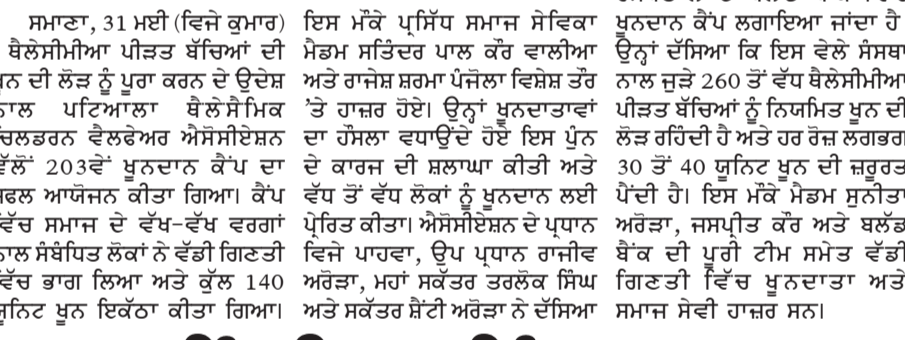 ਸਮਾਣਾ, 31 ਮਈ (ਵਿਜੇ ਕੁਮਾਰ)
ਥੈਲੇਸੀਮੀਆ ਪੀੜਤ ਬੱਚਿਆਂ ਦੀ
ਖੂਨ ਦੀ ਲੋੜ ਨੂੰ ਪੂਰਾ ਕਰਨ ਦੇ ਉਦੇਸ਼
ਨਾਲ ਪਟਿਆਲਾ ਥੈਲੇਸੈਮਿਕ
ਚਿਲਡਰਨ ਵੈਲਫੇਅਰ ਐਸੋਸੀਏਸ਼ਨ
ਵੱਲੋਂ 203ਵੇਂ ਖੂਨਦਾਨ ਕੈਂਪ ਦਾ
ਸਫਲ ਆਯੋਜਨ ਕੀਤਾ ਗਿਆ। ਕੈਂਪ
ਵਿੱਚ ਸਮਾਜ ਦੇ ਵੱਖ-ਵੱਖ ਵਰਗਾਂ
ਨਾਲ ਸੰਬੰਧਿਤ ਲੋਕਾਂ ਨੇ ਵੱਡੀ ਗਿਣਤੀ
ਵਿੱਚ ਭਾਗ ਲਿਆ ਅਤੇ ਕੁੱਲ 140
ਯੂਨਿਟ ਖੂਨ ਇਕੱਠਾ ਕੀਤਾ ਗਿਆ।
ਇਸ ਮੌਕੇ ਪ੍ਰਸਿੱਧ ਸਮਾਜ ਸੇਵਿਕਾ
ਮੈਡਮ ਸਤਿੰਦਰ ਪਾਲ ਕੌਰ ਵਾਲੀਆ
ਅਤੇ ਰਾਜੇਸ਼ ਸ਼ਰਮਾ ਪੰਜੋਲਾ ਵਿਸ਼ੇਸ਼ ਤੌਰ
'ਤੇ ਹਾਜ਼ਰ ਹੋਏ। ਉਨ੍ਹਾਂ ਖੂਨਦਾਤਾਵਾਂ
ਦਾ ਹੌਸਲਾ ਵਧਾਉਂਦੇ ਹੋਏ ਇਸ ਪੁੰਨ
ਦੇ ਕਾਰਜ ਦੀ ਸ਼ਲਾਘਾ ਕੀਤੀ ਅਤੇ
ਵੱਧ ਤੋਂ ਵੱਧ ਲੋਕਾਂ ਨੂੰ ਖੂਨਦਾਨ ਲਈ
ਪ੍ਰੇਰਿਤ ਕੀਤਾ। ਐਸੋਸੀਏਸ਼ਨ ਦੇ ਪ੍ਰਧਾਨ
ਵਿਜੇ ਪਾਹਵਾ, ਉਪ ਪ੍ਰਧਾਨ ਰਾਜੀਵ
ਅਰੋੜਾ, ਮਹਾਂ ਸਕੱਤਰ ਤਰਲੋਕ ਸਿੰਘ
ਅਤੇ ਸਕੱਤਰ ਸ਼ੈਂਟੀ ਅਰੋੜਾ ਨੇ ਦੱਸਿਆ
ਖੂਨਦਾਨ ਕੈਂਪ ਲਗਾਇਆ ਜਾਂਦਾ ਹੈ
ਉਨ੍ਹਾਂ ਦੱਸਿਆ ਕਿ ਇਸ ਵੇਲੇ ਸੰਸਥਾ
ਨਾਲ ਜੁੜੇ 260 ਤੋਂ ਵੱਧ ਥੈਲੇਸੀਮੀਆ
ਪੀੜਤ ਬੱਚਿਆਂ ਨੂੰ ਨਿਯਮਿਤ ਖੂਨ ਦੀ
ਲੋੜ ਰਹਿੰਦੀ ਹੈ ਅਤੇ ਹਰ ਰੋਜ਼ ਲਗਭਗ
30 ਤੋਂ 40 ਯੂਨਿਟ ਖੂਨ ਦੀ ਜ਼ਰੂਰਤ
ਪੈਂਦੀ ਹੈ। ਇਸ ਮੌਕੇ ਮੈਡਮ ਸੁਨੀਤਾ
ਅਰੋੜਾ, ਜਸਪ੍ਰੀਤ ਕੌਰ ਅਤੇ ਬਲੱਡ
ਬੈਂਕ ਦੀ ਪੂਰੀ ਟੀਮ ਸਮੇਤ ਵੱਡੀ
ਗਿਣਤੀ ਵਿੱਚ ਖੂਨਦਾਤਾ ਅਤੇ
ਸਮਾਜ ਸੇਵੀ ਹਾਜ਼ਰ ਸਨ।